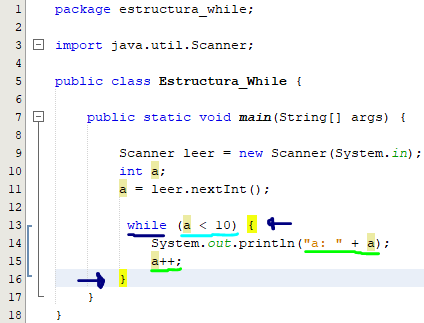 1 package estructura_while;
2
3 import java.util.Scanner;
4
5 public class Estructura_While {
6
7 public static void main(String[] args) {
8
9 Scanner leer = new Scanner(System.in);
10 int a;
11 a = leer.nextInt();
12
13 while (a < 10) {
14 System.out.println("a: " + a);
15 a++;
16 }
17 }
18 }